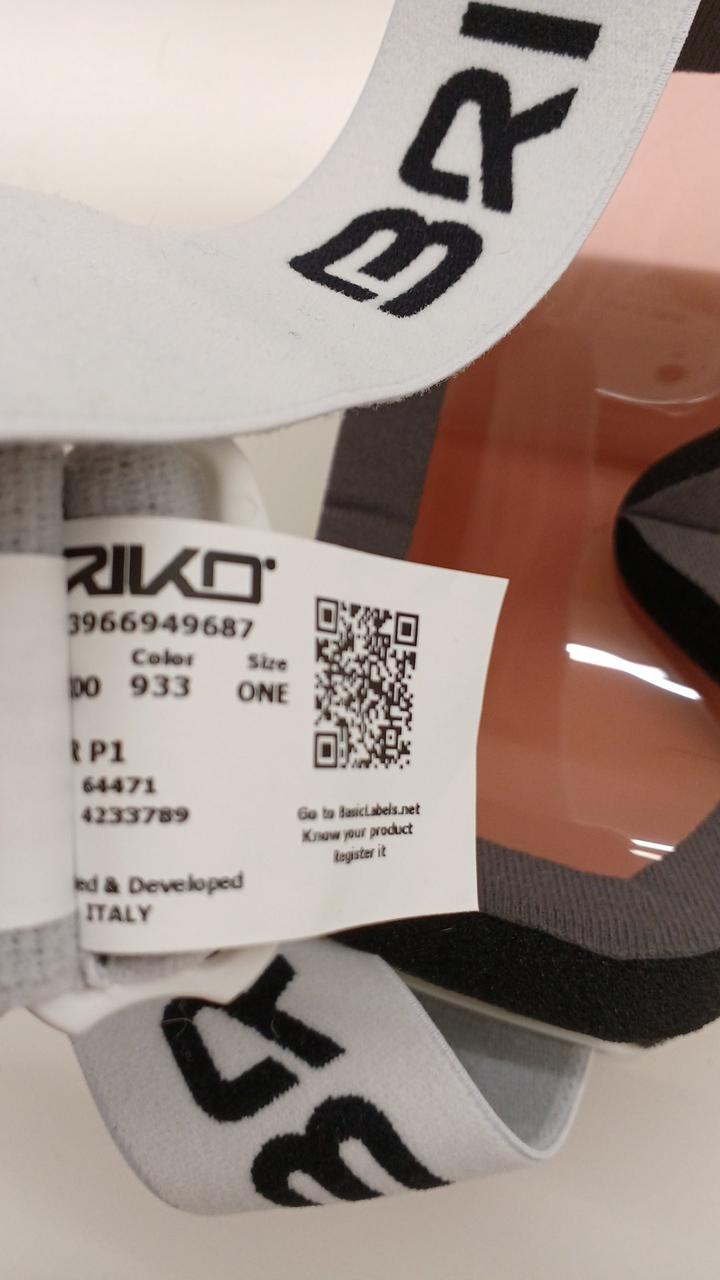 BRI
RIKO
3966949687
Color Size
00 933 ONE
R P1
64471
4233789
Go to BasicLabels.net
Know your product
Register it
ed & Developed
ITALY
BR